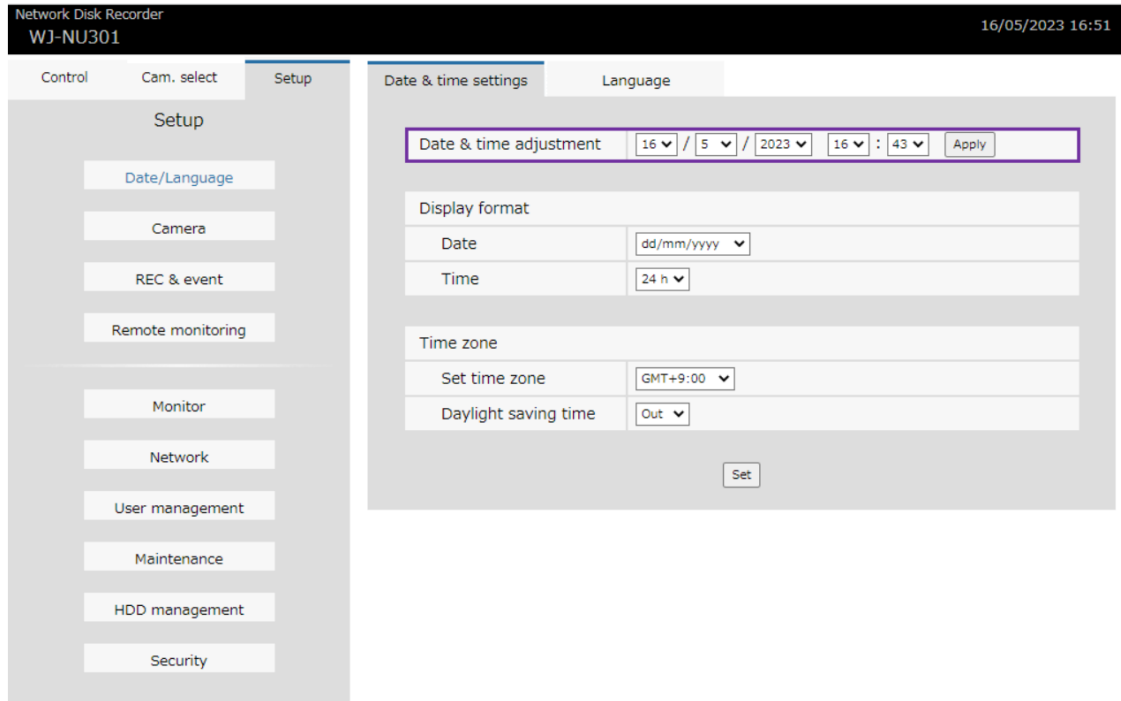 Network Disk Recorder
WJ-NU301
16/05/2023 16:51
Control Cam. select Setup
Setup
Date/Language
Camera
REC & event
Remote monitoring
Monitor
Network
User management
Maintenance
HDD management
Security
Date & time settings Language
Date & time adjustment 16 / 5 / 2023 16 : 43 Apply
Display format
Date dd/mm/yyyy
Time 24 h
Time zone
Set time zone GMT+9:00
Daylight saving time Out
Set